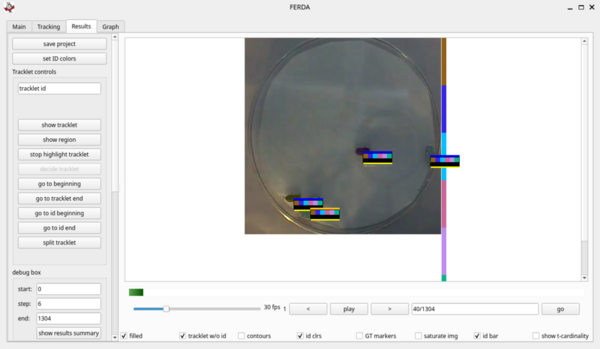 FERDA
Main Tracking Results Graph
save project
set ID colors
Tracklet controls
tracklet id
show tracklet
show region
stop highlight tracklet
decide tracklet
go to beginning
go to tracklet end
go to id beginning
go to id end
split tracklet
debug box
start: 0
step: 6
end: 1304
show results summary
30 fps 1 < play > 40/1304 go
filled tracklet w/o id contours id clrs GT markers saturate img id bar show t-cardinality